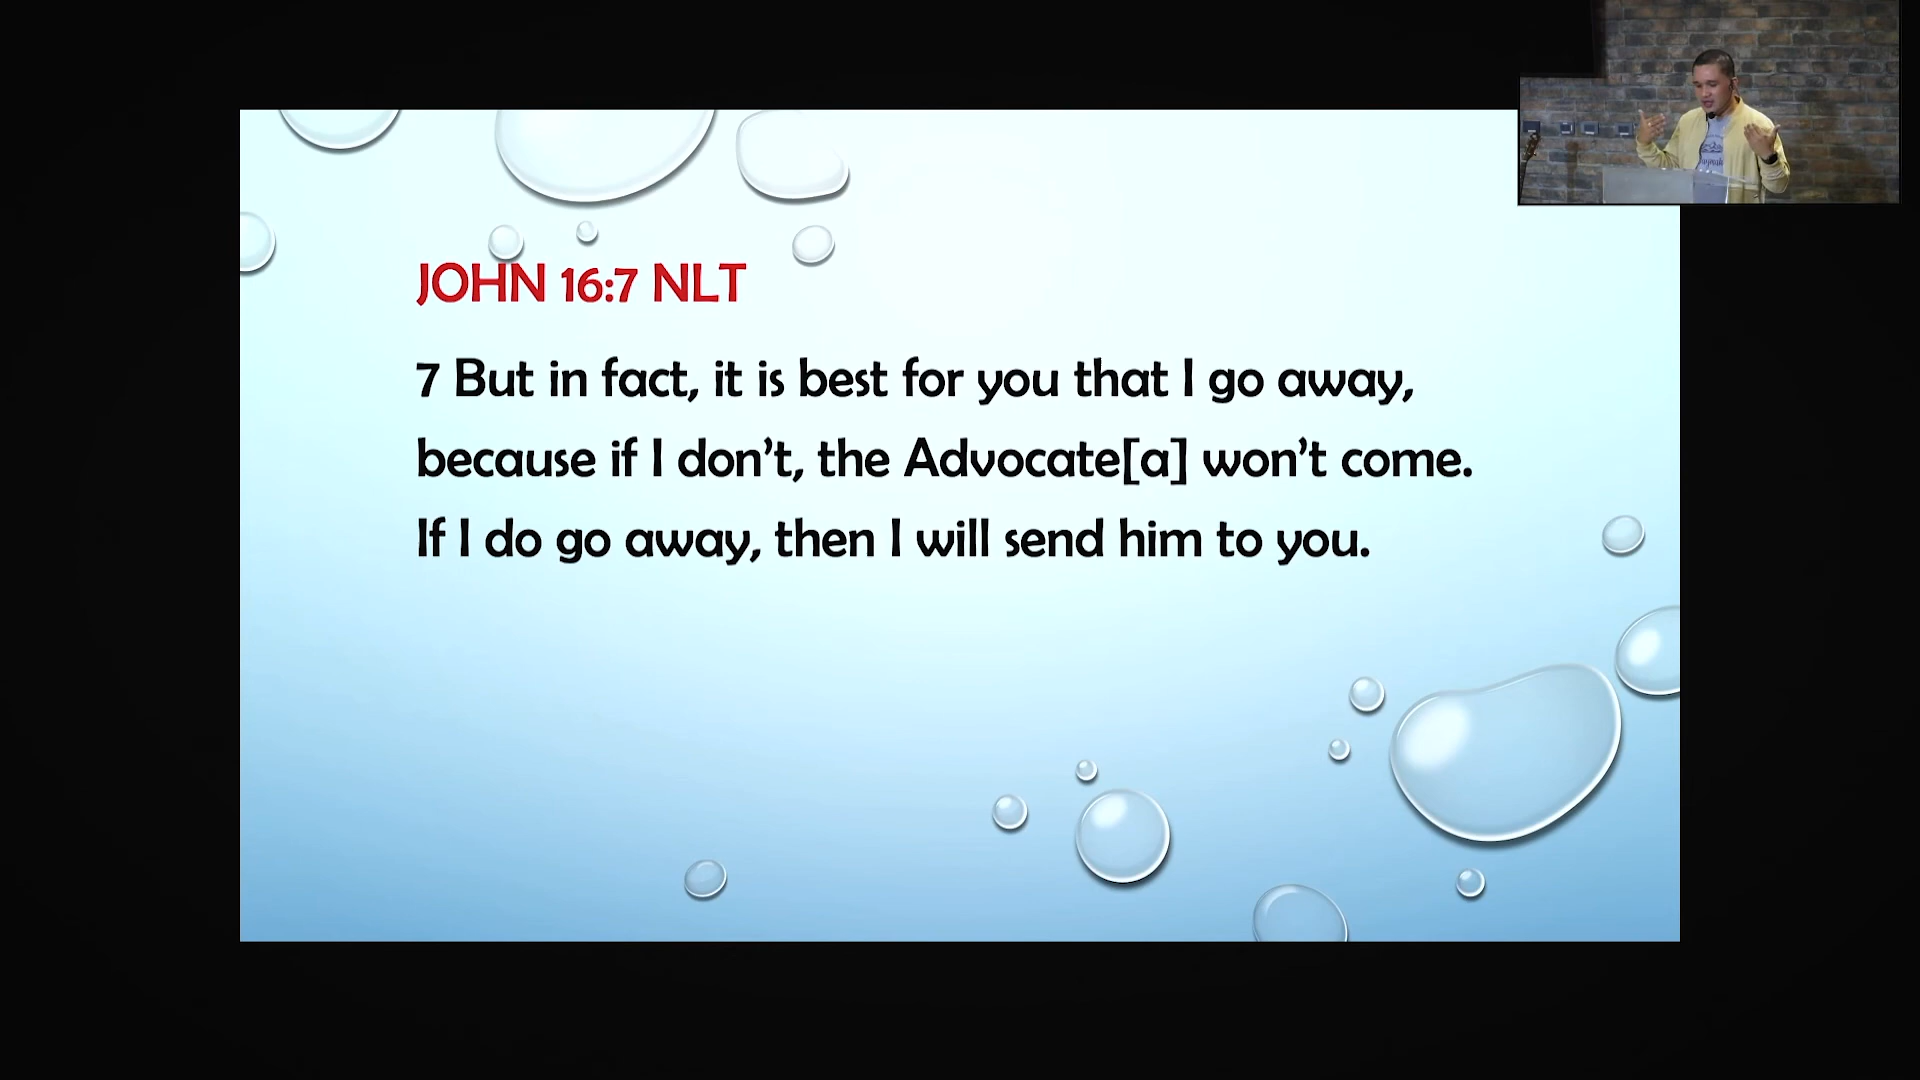 JOHN 16:7 NLT
7 But in fact, it is best for you that I go away,
because if I don’t, the Advocate[a] won’t come.
If I do go away, then I will send him to you.